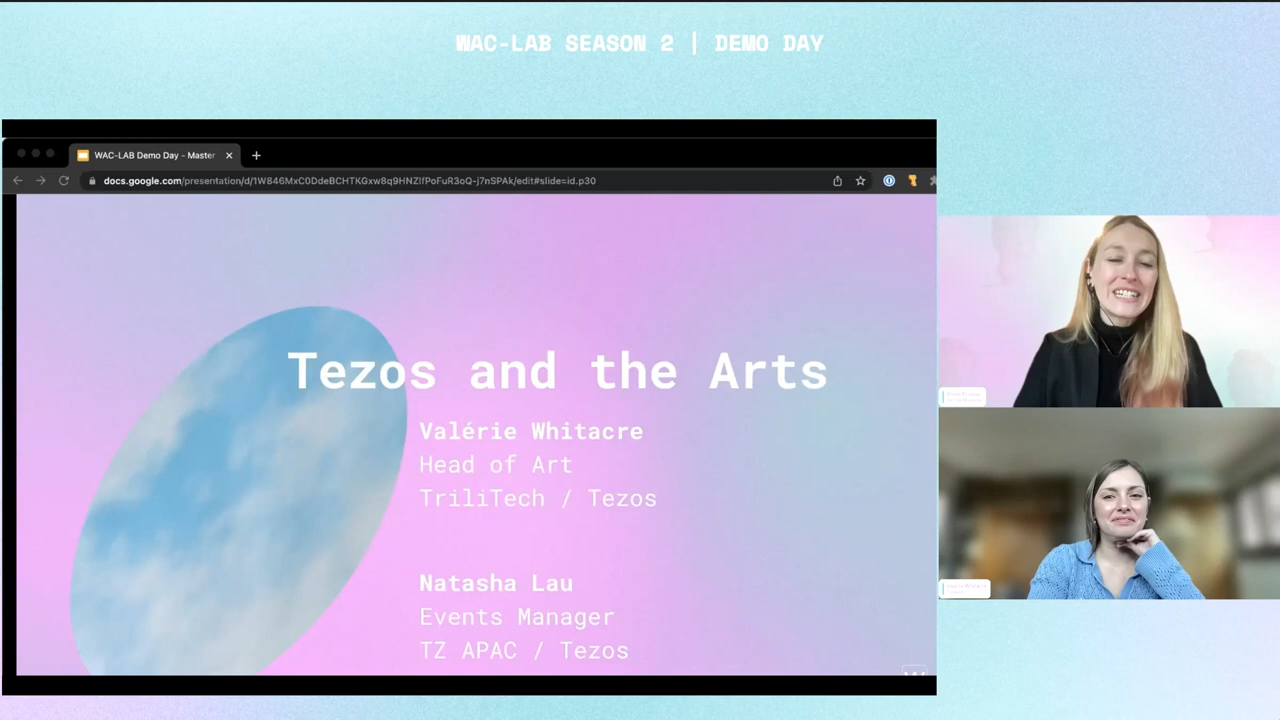 WAC-LAB SEASON 2 | DEMO DAY
WAC-LAB Demo Day - Master
docs.google.com/presentation/d/1W846MxC0DdeBCHTKGxw8q9HNZIfPoFuR3oQ-j7nSPAk/edit#slide=id.p30
Tezos and the Arts
Valérie Whitacre
Head of Art
TriliTech / Tezos
Natasha Lau
Events Manager
TZ APAC / Tezos